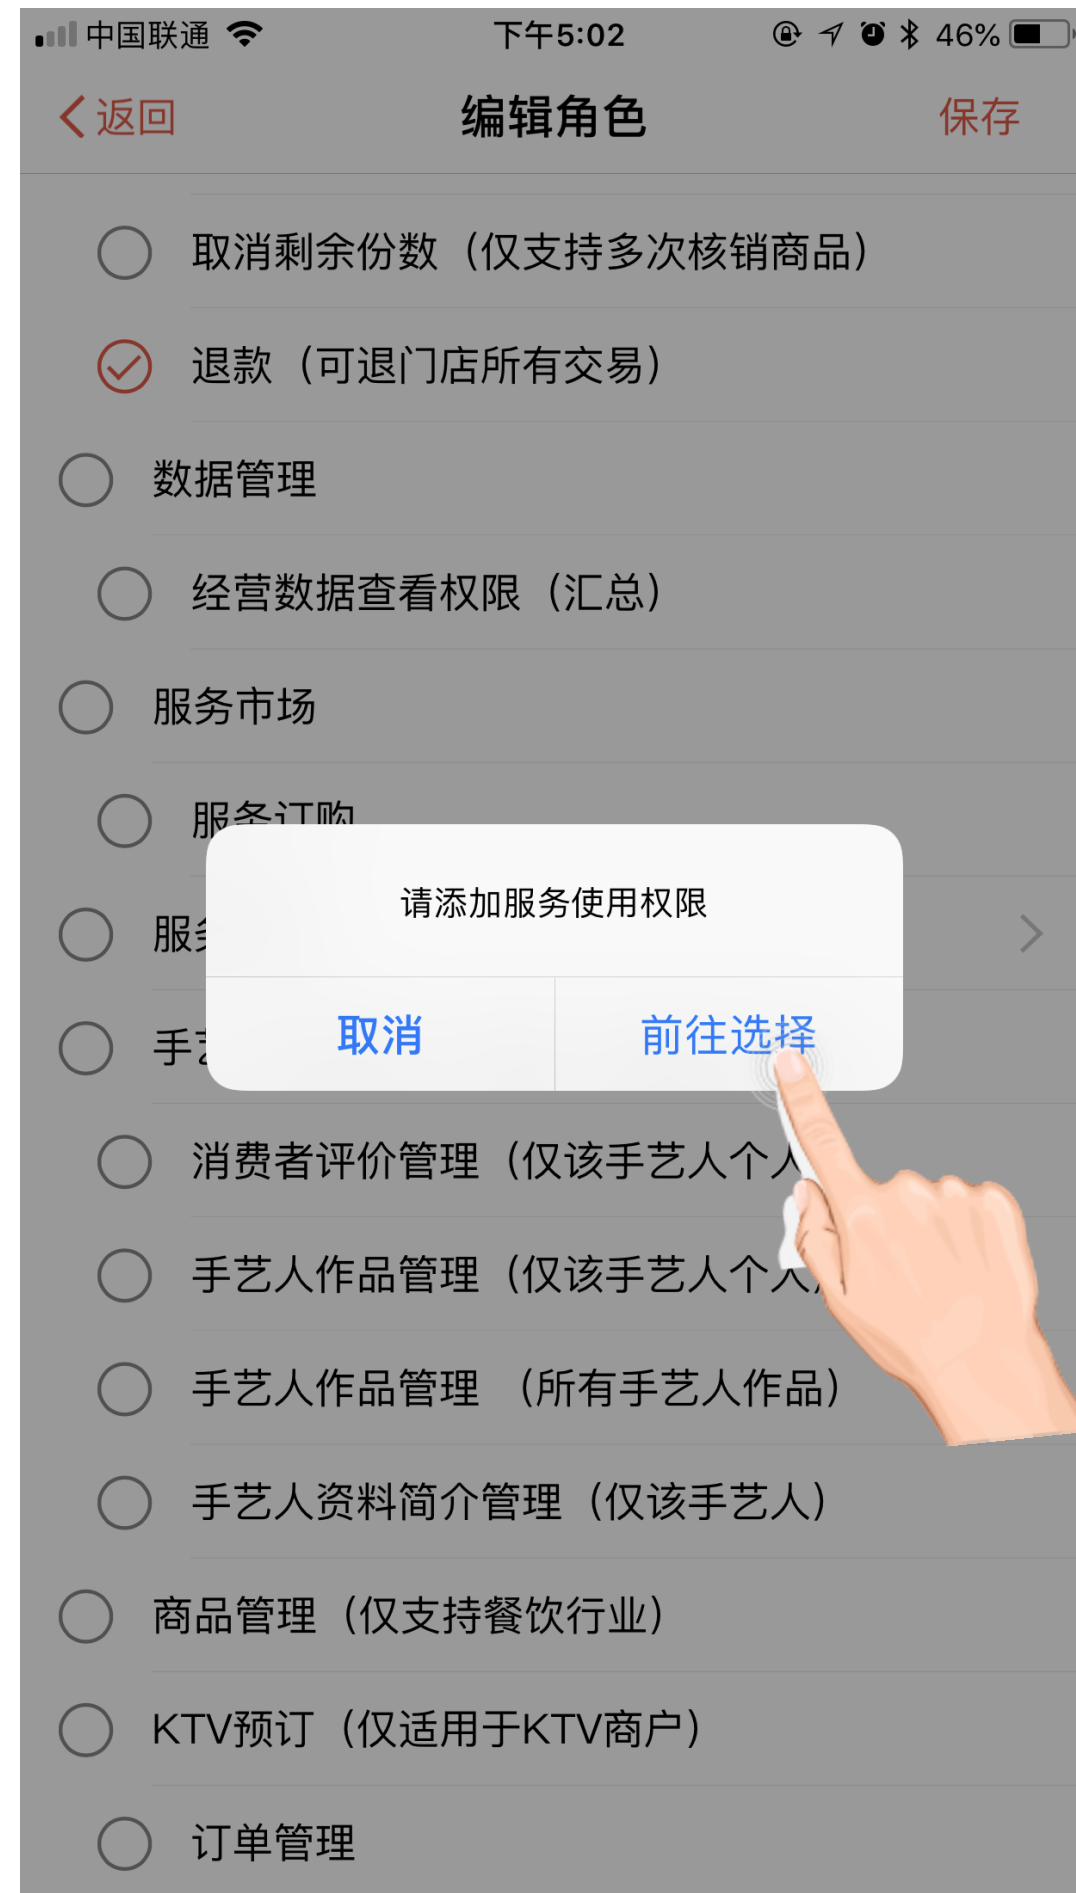 中国联通 下午5:02 46%
返回 编辑角色 保存
取消剩余份数（仅支持多次核销商品）
退款（可退门店所有交易）
数据管理
经营数据查看权限（汇总）
服务市场
服务订购
请添加服务使用权限
服
取消 前往选择
手
消费者评价管理（仅该手艺人个人
手艺人作品管理（仅该手艺人个人）
手艺人作品管理 （所有手艺人作品）
手艺人资料简介管理（仅该手艺人）
商品管理（仅支持餐饮行业）
KTV预订（仅适用于KTV商户）
订单管理